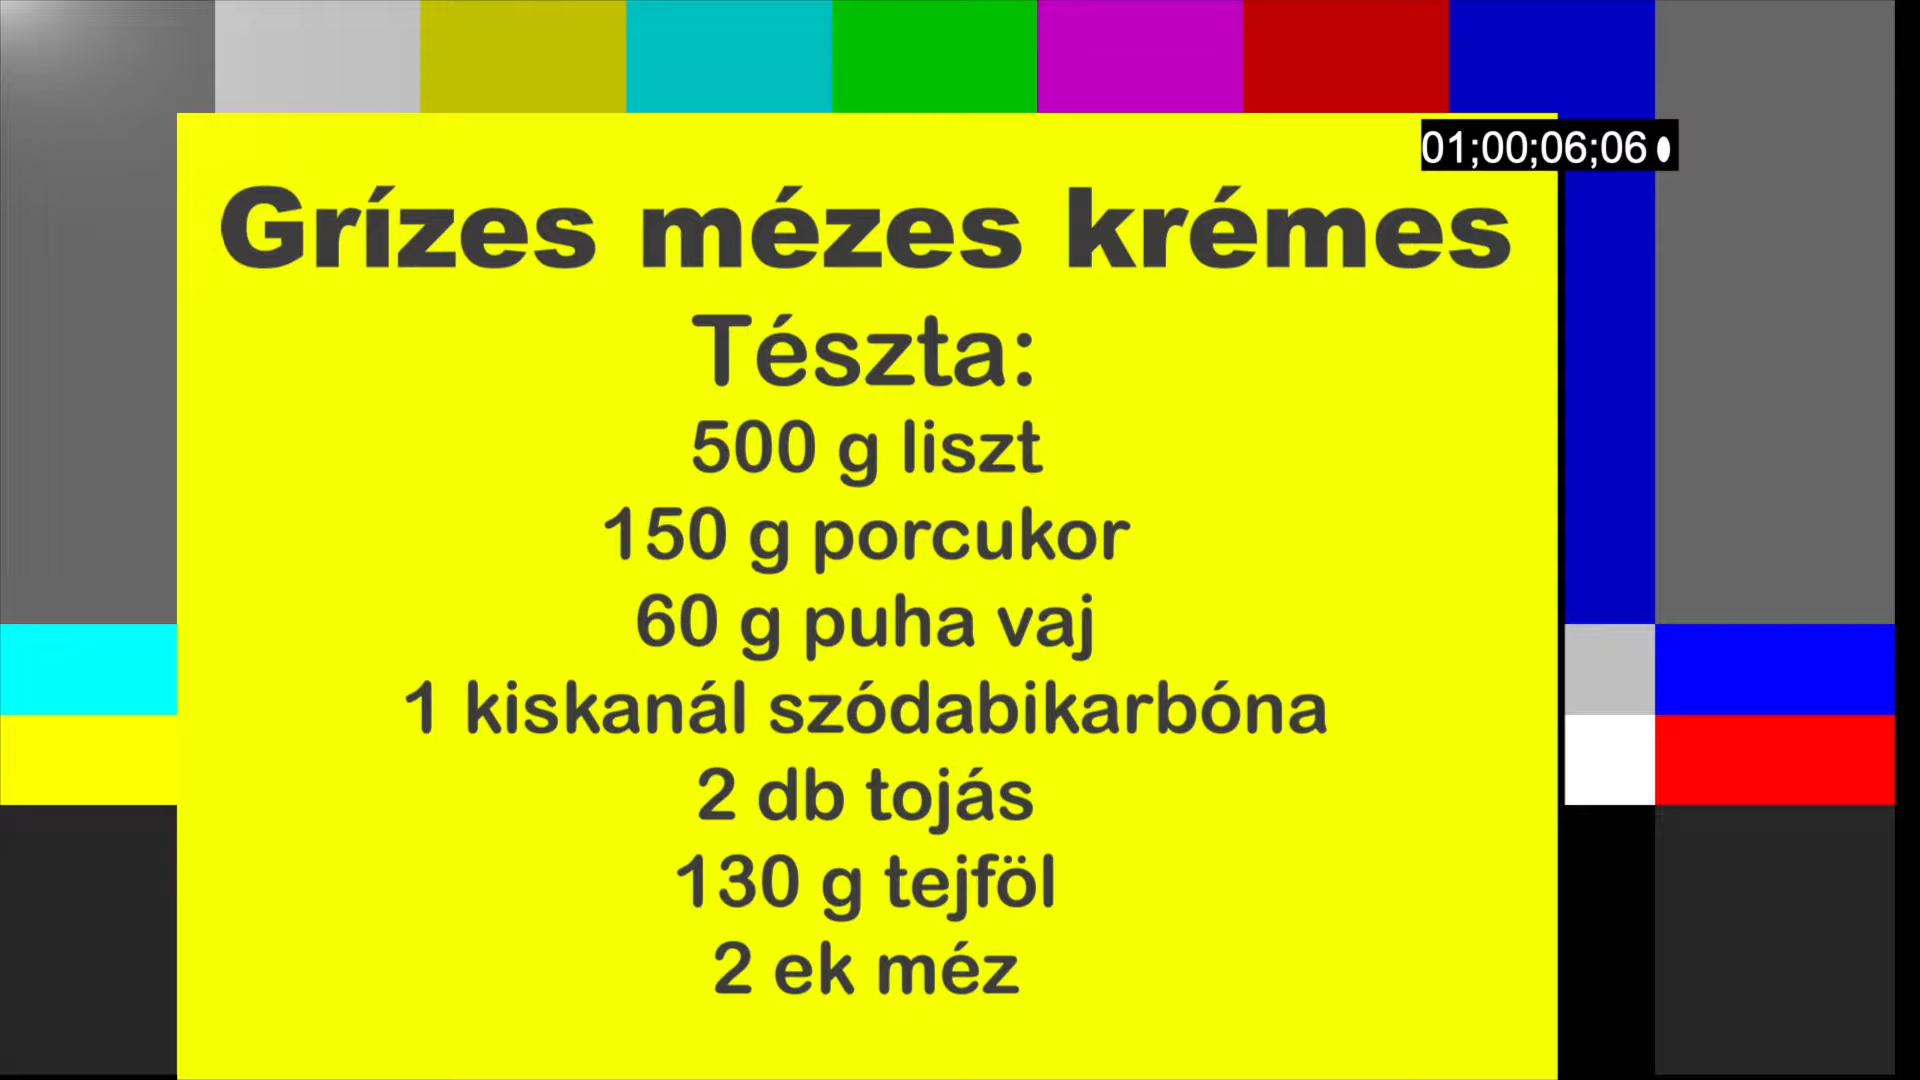 01;00;06;06
Grízes mézes krémes
Tészta:
500 g liszt
150 g porcukor
60 g puha vaj
1 kiskanál szódabikarbóna
2 db tojás
130 g tejföl
2 ek méz